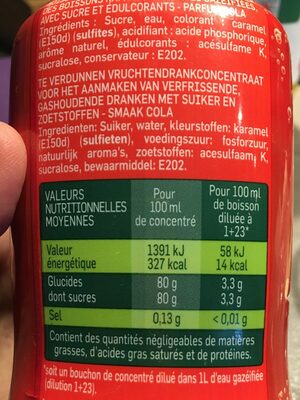 DES BOISSONS
AVEC SUCRE ET EDULCORANTS - PARFUM COLA
Ingrédients : Sucre, eau, colorant : caramel
(E150d) (sulfites), acidifiant : acide phosphorique,
arôme naturel, édulcorants : acésulfame K,
sucralose, conservateur : E202.
TE VERDUNNEN VRUCHTENDRANKCONCENTRAAT
VOOR HET AANMAKEN VAN VERFRISSENDE,
GASHOUDENDE DRANKEN MET SUIKER EN
ZOETSTOFFEN - SMAAK COLA
Ingredienten: Suiker, water, kleurstoffen: karamel
(E150d) (sulfieten), voedingszuur: fosforzuur,
natuurlijk aroma's, zoetstoffen: acesulfaam K,
sucralose, bewaarmiddel: E202.
VALEURS NUTRITIONNELLES MOYENNES Pour 100 ml de concentré Pour 100 ml de boisson diluée à 1+23*
Valeur énergétique 1391 kJ 327 kcal 58 kJ 14 kcal
Glucides 80 g 3,3 g
dont sucres 80 g 3,3 g
Sel 0,13 g < 0,01 g
Contient des quantités négligeables de matières
grasses, d'acides gras saturés et de protéines.
*soit un bouchon de concentré dilué dans 1L d'eau gazéifiée
(dilution 1+23).